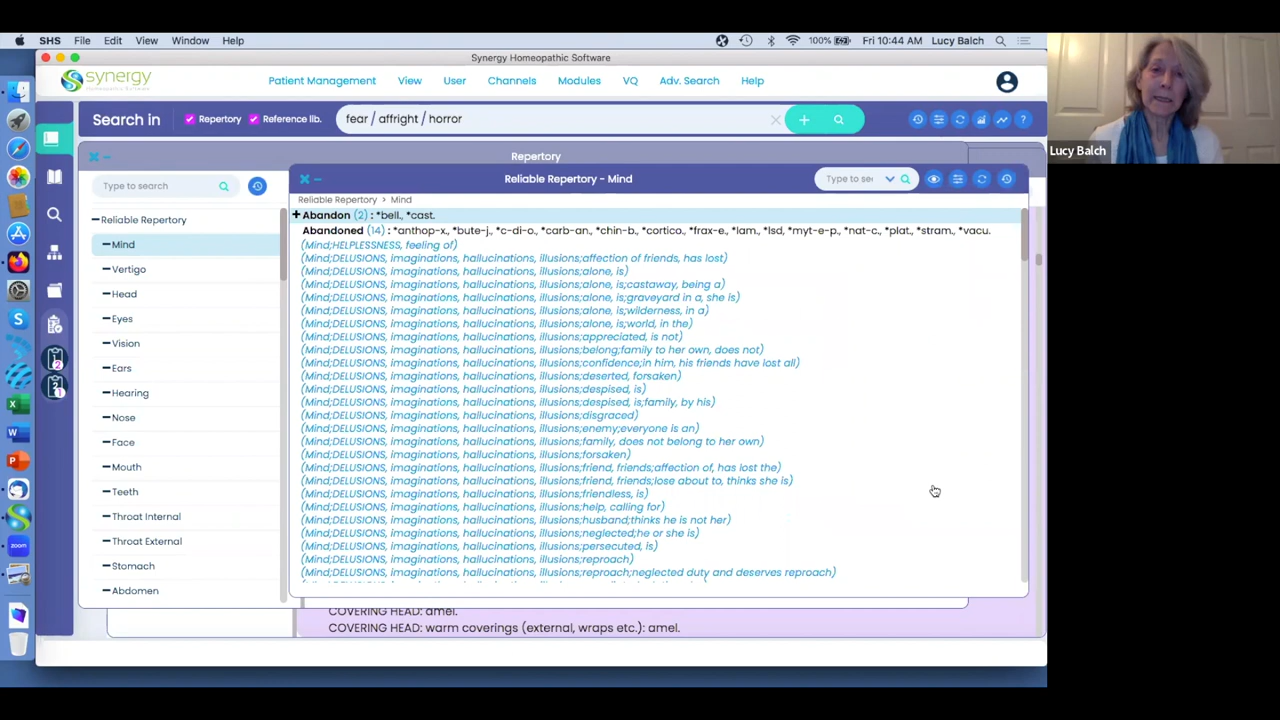 SHS File Edit View Window Help 100% Fri 10:44 AM Lucy Balch
Synergy Homeopathic Software
synergy
Homeopathic Software
Patient Management View User Channels Modules VQ Adv. Search Help
Search in Repertory Reference lib. fear / affright / horror
Lucy Balch
Repertory
Type to search
Reliable Repertory
Mind
Vertigo
Head
Eyes
Vision
Ears
Hearing
Nose
Face
Mouth
Teeth
Throat Internal
Throat External
Stomach
Abdomen
Reliable Repertory - Mind
Type to
Reliable Repertory > Mind
Abandon (2) : *bell., *cast.
Abandoned (14) : *anthop-x., *bute-j., *c-di-o., *carb-an., *chin-b., *cortico., *frax-e., *lam., *lsd, *myt-e-p., *nat-c., *plat., *stram., *vacu.
(Mind;HELPLESSNESS, feeling of)
(Mind;DELUSIONS, imaginations, hallucinations, illusions;affection of friends, has lost)
(Mind;DELUSIONS, imaginations, hallucinations, illusions;alone, is)
(Mind;DELUSIONS, imaginations, hallucinations, illusions;alone, is;castaway, being a)
(Mind;DELUSIONS, imaginations, hallucinations, illusions;alone, is;graveyard in a, she is)
(Mind;DELUSIONS, imaginations, hallucinations, illusions;alone, is;wilderness, in a)
(Mind;DELUSIONS, imaginations, hallucinations, illusions;alone, is;world, in the)
(Mind;DELUSIONS, imaginations, hallucinations, illusions;appreciated, is not)
(Mind;DELUSIONS, imaginations, hallucinations, illusions;belong;family to her own, does not)
(Mind;DELUSIONS, imaginations, hallucinations, illusions;confidence;in him, his friends have lost all)
(Mind;DELUSIONS, imaginations, hallucinations, illusions;deserted, forsaken)
(Mind;DELUSIONS, imaginations, hallucinations, illusions;despised, is)
(Mind;DELUSIONS, imaginations, hallucinations, illusions;despised, is;family, by his)
(Mind;DELUSIONS, imaginations, hallucinations, illusions;disgraced)
(Mind;DELUSIONS, imaginations, hallucinations, illusions;enemy;everyone is an)
(Mind;DELUSIONS, imaginations, hallucinations, illusions;family, does not belong to her own)
(Mind;DELUSIONS, imaginations, hallucinations, illusions;forsaken)
(Mind;DELUSIONS, imaginations, hallucinations, illusions;friend, friends;affection of, has lost the)
(Mind;DELUSIONS, imaginations, hallucinations, illusions;friend, friends;lose about to, thinks she is)
(Mind;DELUSIONS, imaginations, hallucinations, illusions;friendless, is)
(Mind;DELUSIONS, imaginations, hallucinations, illusions;help, calling for)
(Mind;DELUSIONS, imaginations, hallucinations, illusions;husband;thinks he is not her)
(Mind;DELUSIONS, imaginations, hallucinations, illusions;neglected;he or she is)
(Mind;DELUSIONS, imaginations, hallucinations, illusions;persecuted, is)
(Mind;DELUSIONS, imaginations, hallucinations, illusions;reproach)
(Mind;DELUSIONS, imaginations, hallucinations, illusions;reproach;neglected duty and deserves reproach)
COVERING HEAD: amel.
COVERING HEAD: warm coverings (external, wraps etc.): amel.
zoom